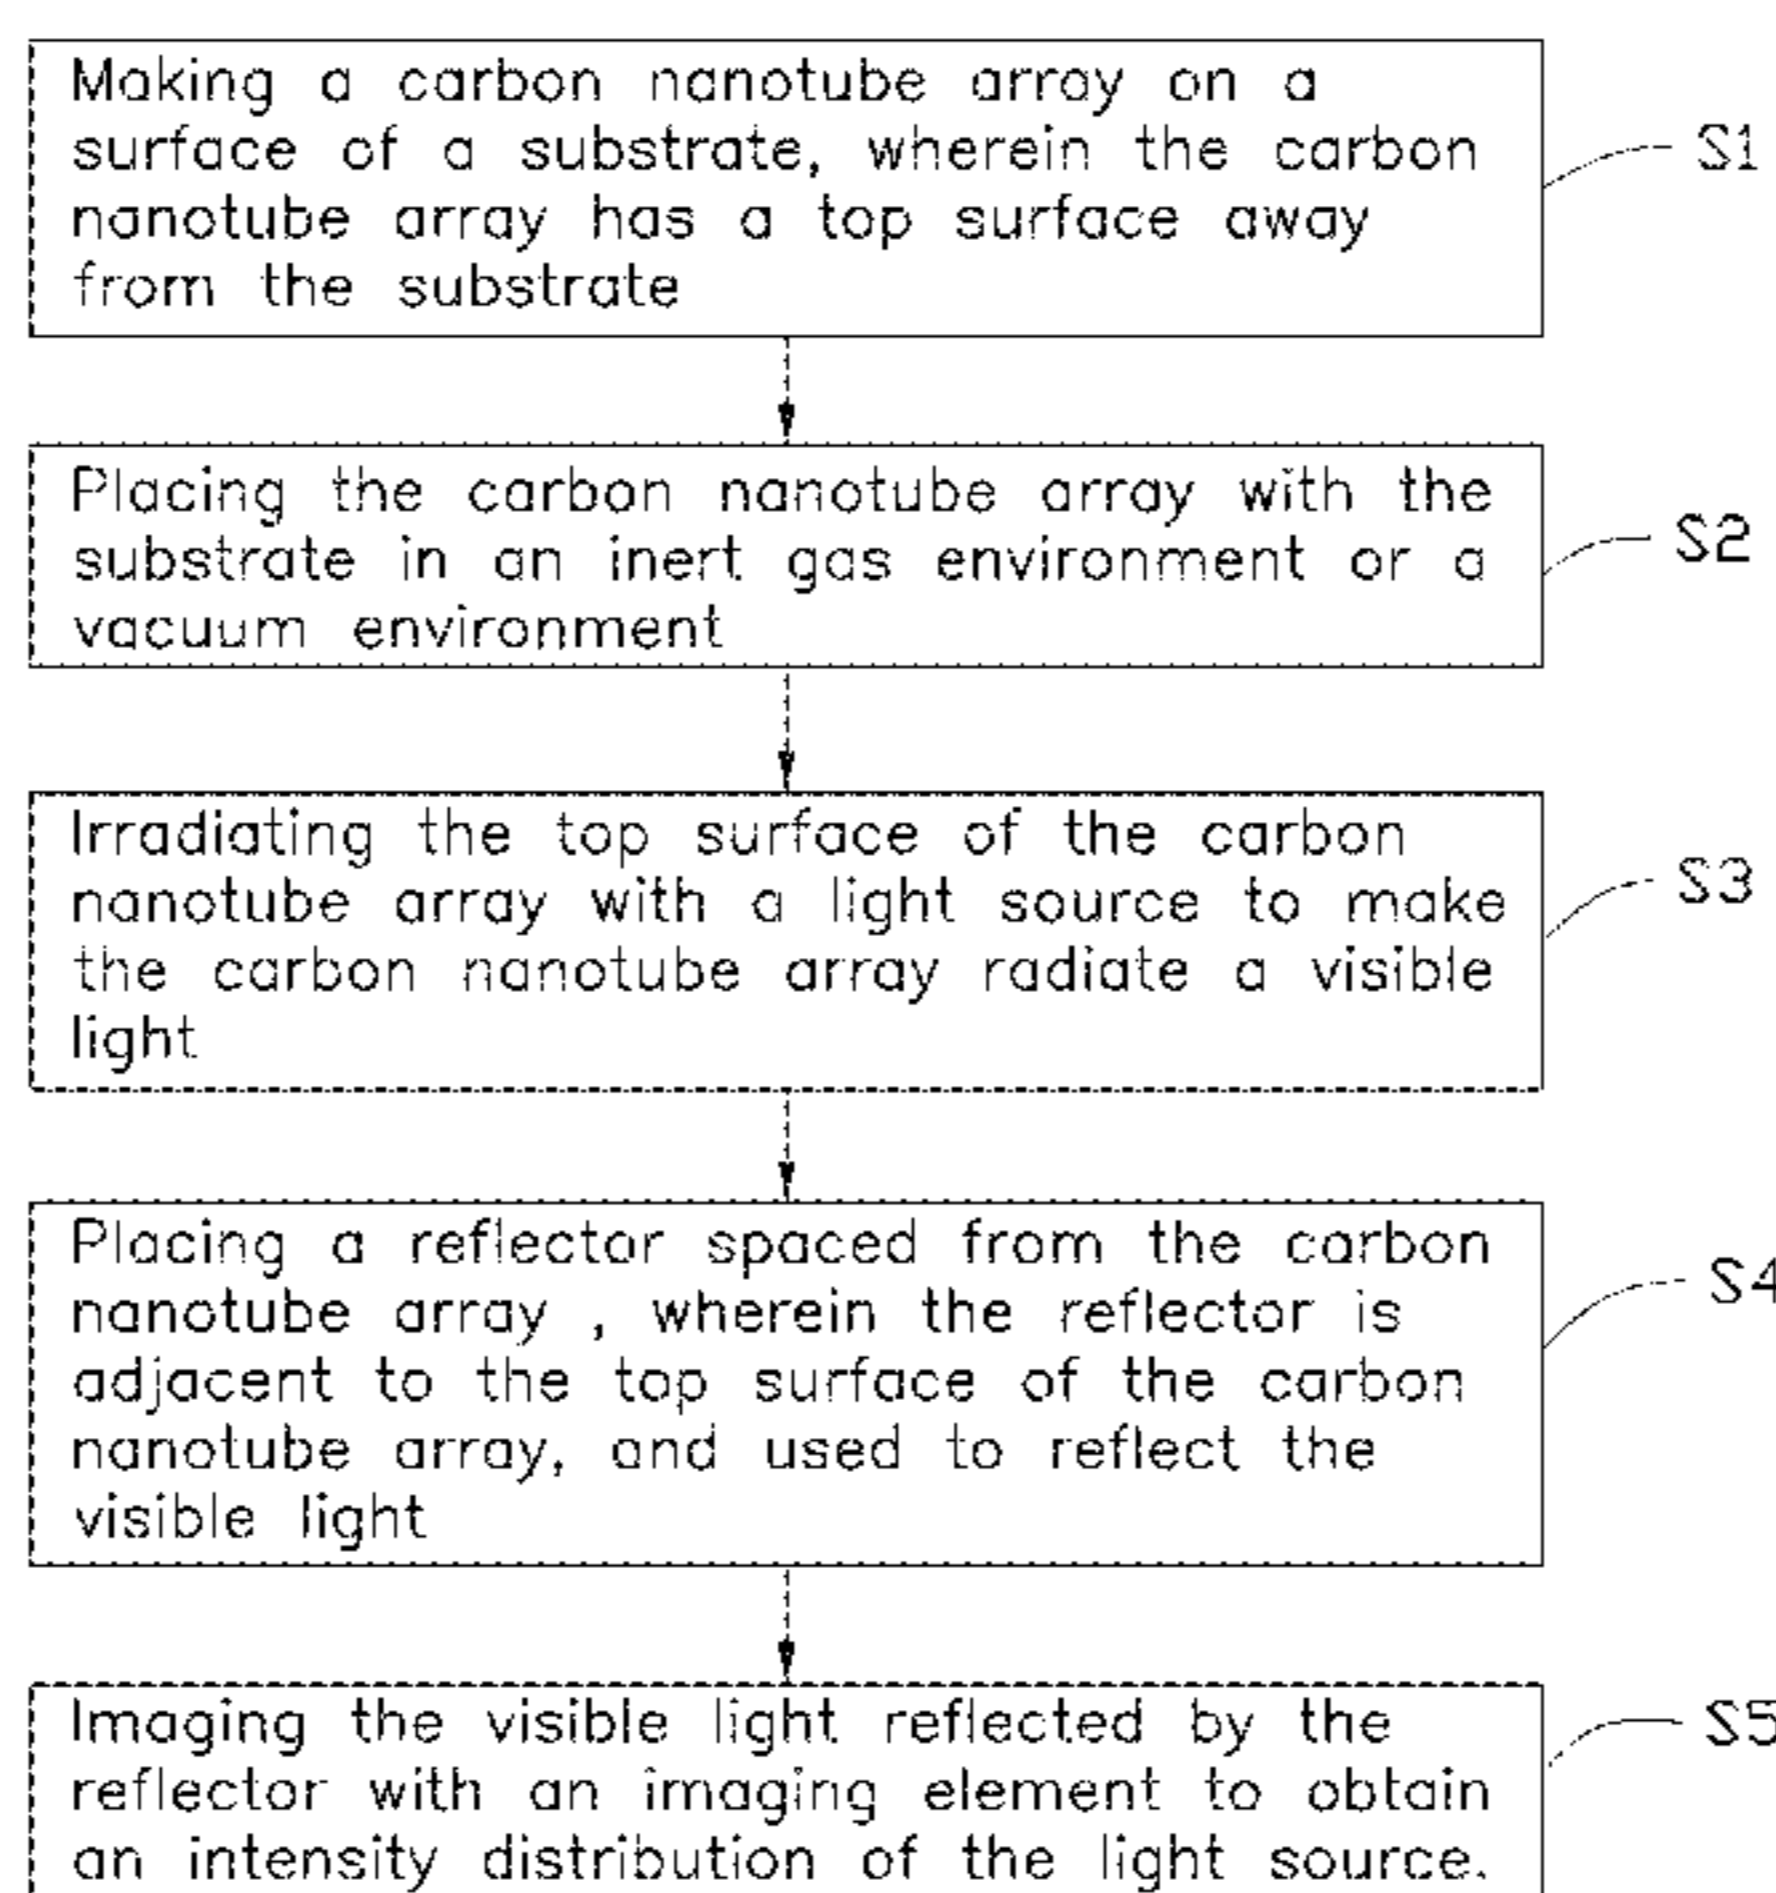 Making a carbon nanotube array on a
surface of a substrate, wherein the carbon
nanotube array has a top surface away
from the substrate
S1
Placing the carbon nanotube array with the
substrate in an inert gas environment or a
vacuum environment
S2
Irradiating the top surface of the carbon
nanotube array with a light source to make
the carbon nanotube array radiate a visible
light
S3
Placing a reflector spaced from the carbon
nanotube array , wherein the reflector is
adjacent to the top surface of the carbon
nanotube array, and used to reflect the
visible light
S4
Imaging the visible light reflected by the
reflector with an imaging element to obtain
an intensity distribution of the light source.
S5